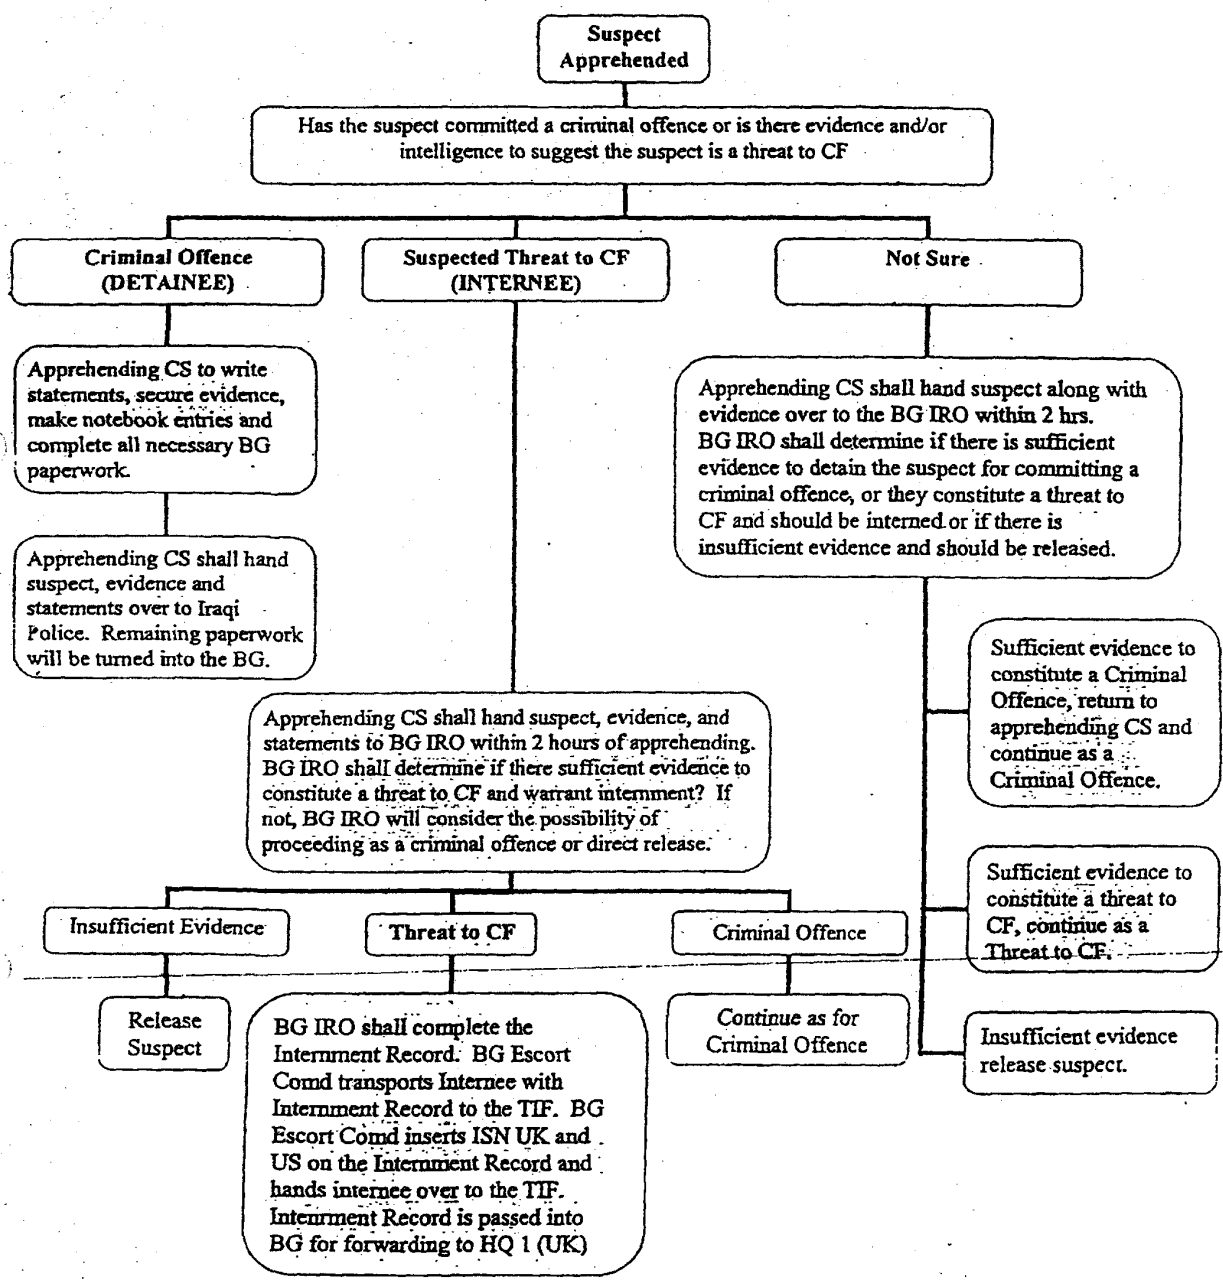 Suspect
Apprehended
Has the suspect committed a criminal offence or is there evidence and/or
intelligence to suggest the suspect is a threat to CF
Criminal Offence
(DETAINEE)
Suspected Threat to CF
(INTERNEE)
Not Sure
Apprehending CS to write
statements, secure evidence,
make notebook entries and
complete all necessary BG
paperwork.
Apprehending CS shall hand
suspect, evidence and
statements over to Iraqi
Police. Remaining paperwork
will be turned into the BG.
Apprehending CS shall hand suspect along with
evidence over to the BG IRO within 2 hrs.
BG IRO shall determine if there is sufficient
evidence to detain the suspect for committing a
criminal offence, or they constitute a threat to
CF and should be interned or if there is
insufficient evidence and should be released.
Apprehending CS shall hand suspect, evidence, and
statements to BG IRO within 2 hours of apprehending.
BG IRO shall determine if there sufficient evidence to
constitute a threat to CF and warrant internment? If
not, BG IRO will consider the possibility of
proceeding as a criminal offence or direct release.
Sufficient evidence to
constitute a Criminal
Offence, return to
apprehending CS and
continue as a
Criminal Offence.
Sufficient evidence to
constitute a threat to
CF, continue as a
Threat to CF.
Insufficient evidence
release suspect.
Insufficient Evidence
Threat to CF
Criminal Offence
Release
Suspect
BG IRO shall complete the
Internment Record. BG Escort
Comd transports Internee with
Internment Record to the TIF. BG
Escort Comd inserts ISN UK and
US on the Internment Record and
hands internee over to the TIF.
Intenrment Record is passed into
BG for forwarding to HQ 1 (UK)
Continue as for
Criminal Offence